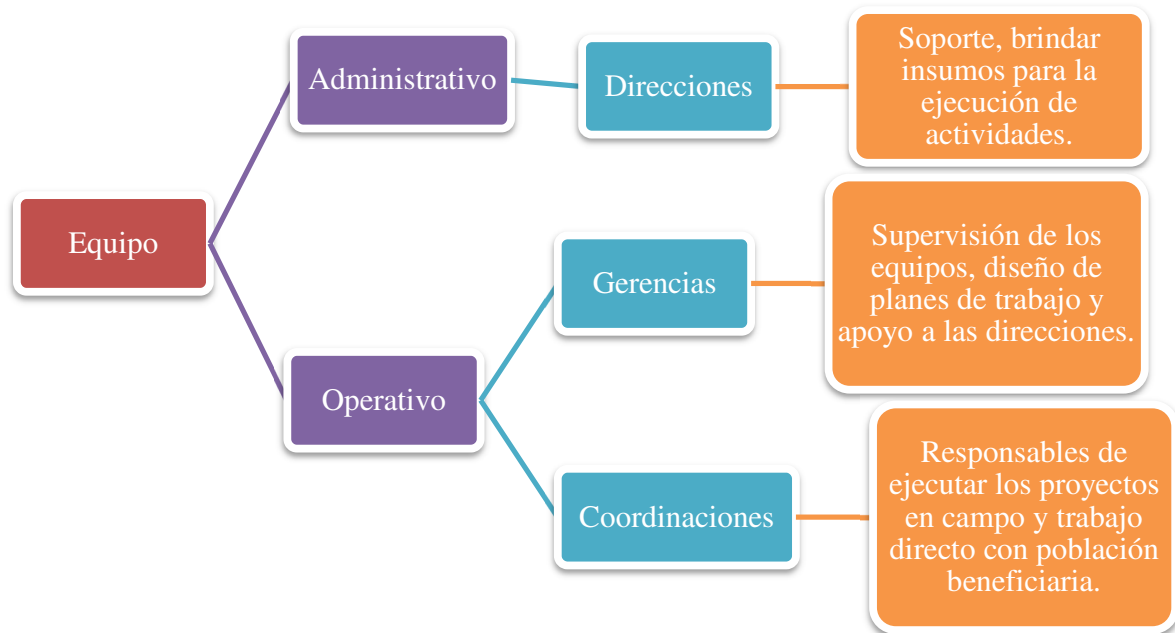 Equipo
Administrativo
Direcciones
Soporte, brindar
insumos para la
ejecución de
actividades.
Operativo
Gerencias
Supervisión de los
equipos, diseño de
planes de trabajo y
apoyo a las direcciones.
Coordinaciones
Responsables de
ejecutar los proyectos
en campo y trabajo
directo con población
beneficiaria.